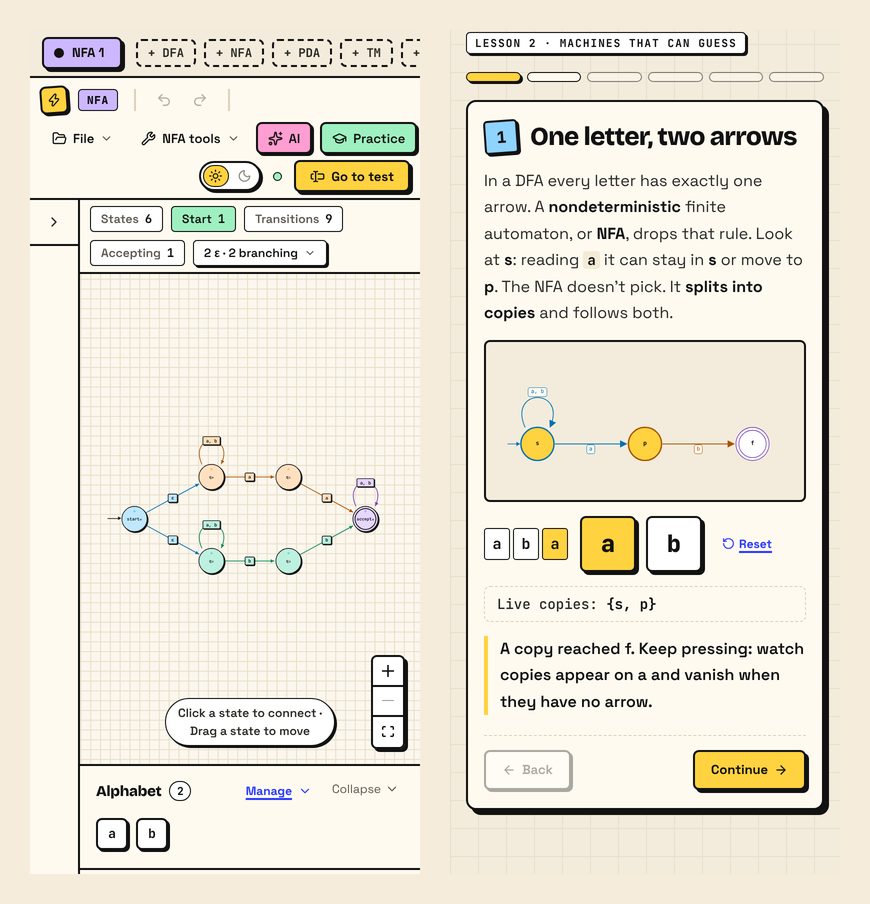 NFA 1
+ DFA
+ NFA
+ PDA
+ TM
+
NFA
File
NFA tools
AI
Practice
Go to test
States 6
Start 1
Transitions 9
Accepting 1
2 ε · 2 branching
a, b
a
ε
a
start
a, b
accept
ε
a, b
b
b
Click a state to connect ·
Drag a state to move
Alphabet 2
Manage
Collapse
a
b
LESSON 2 · MACHINES THAT CAN GUESS
1 One letter, two arrows
In a DFA every letter has exactly one
arrow. A nondeterministic finite
automaton, or NFA, drops that rule. Look
at s: reading a it can stay in s or move to
p. The NFA doesn't pick. It splits into
copies and follows both.
a, b
s
a
p
b
f
a b a
a
b
Reset
Live copies: {s, p}
A copy reached f. Keep pressing: watch
copies appear on a and vanish when
they have no arrow.
← Back
Continue →